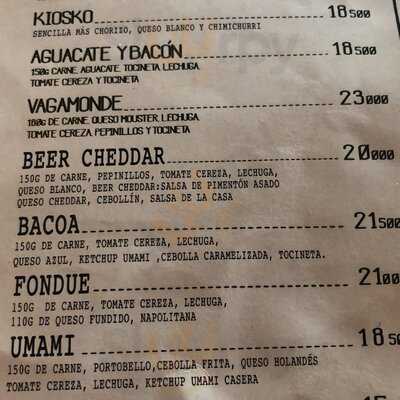 KIOSKO 18500
SENCILLA MÁS CHORIZO, QUESO BLANCO Y CHIMICHURRI
AGUACATE Y BACÓN 18500
150g CARNE, AGUACATE, TOCINETA, LECHUGA,
TOMATE CEREZA Y TOCINETA
VAGAMONDE 23000
180g DE CARNE, QUESO MOUSTER, LECHUGA,
TOMATE CEREZA, PEPINILLOS Y TOCINETA
BEER CHEDDAR 20000
150G DE CARNE, PEPINILLOS, TOMATE CEREZA, LECHUGA,
QUESO BLANCO, BEER CHEDDAR:SALSA DE PIMENTÓN ASADO
QUESO CHEDDAR, CEBOLLÍN, SALSA DE LA CASA
BACOA 21500
150G DE CARNE, TOMATE CEREZA, LECHUGA,
QUESO AZUL, KETCHUP UMAMI ,CEBOLLA CARAMELIZADA, TOCINETA.
FONDUE 2100
150G DE CARNE, TOMATE CEREZA, LECHUGA,
110G DE QUESO FUNDIDO, NAPOLITANA
UMAMI 185
150G DE CARNE, PORTOBELLO,CEBOLLA FRITA, QUESO HOLANDÉS
TOMATE CEREZA, LECHUGA, KETCHUP UMAMI CASERA